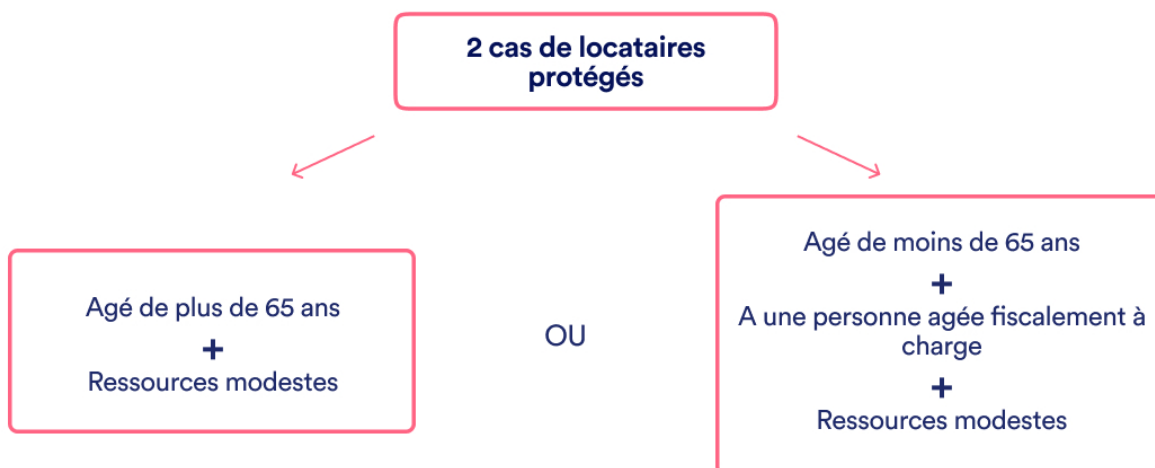 2 cas de locataires
protégés
Agé de plus de 65 ans
+
Ressources modestes
OU
Agé de moins de 65 ans
+
A une personne agée fiscalement à
charge
+
Ressources modestes